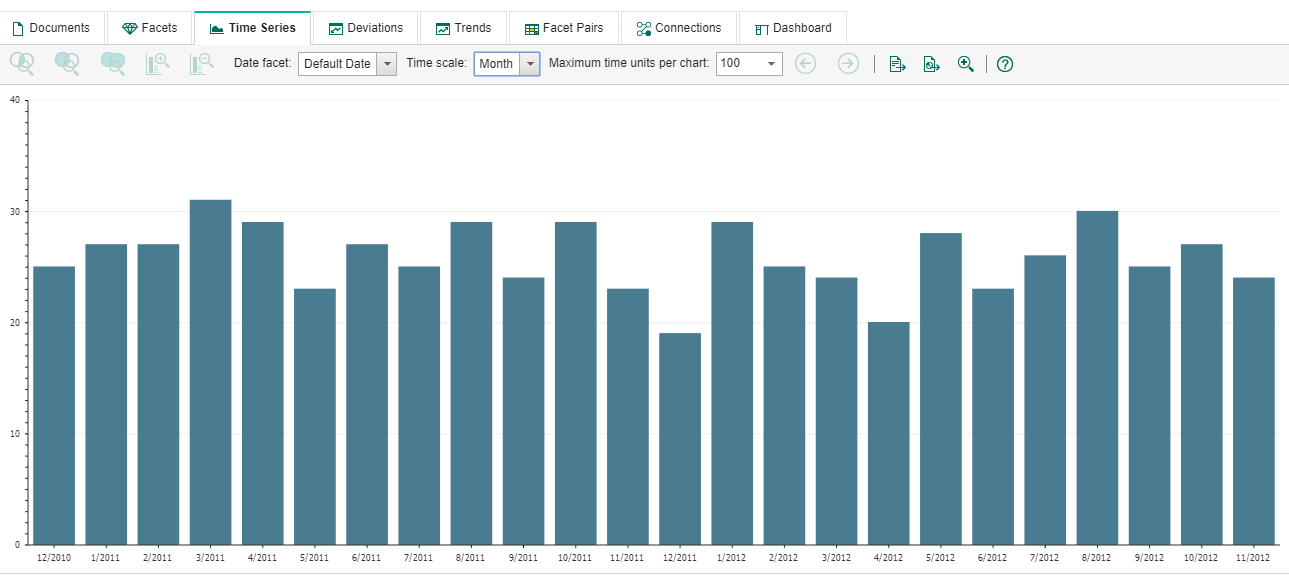 Documents Facets Time Series Deviations Trends Facet Pairs Connections Dashboard
Date facet: Default Date Time scale: Month Maximum time units per chart: 100
40
30
20
10
0
12/2010 1/2011 2/2011 3/2011 4/2011 5/2011 6/2011 7/2011 8/2011 9/2011 10/2011 11/2011 12/2011 1/2012 2/2012 3/2012 4/2012 5/2012 6/2012 7/2012 8/2012 9/2012 10/2012 11/2012